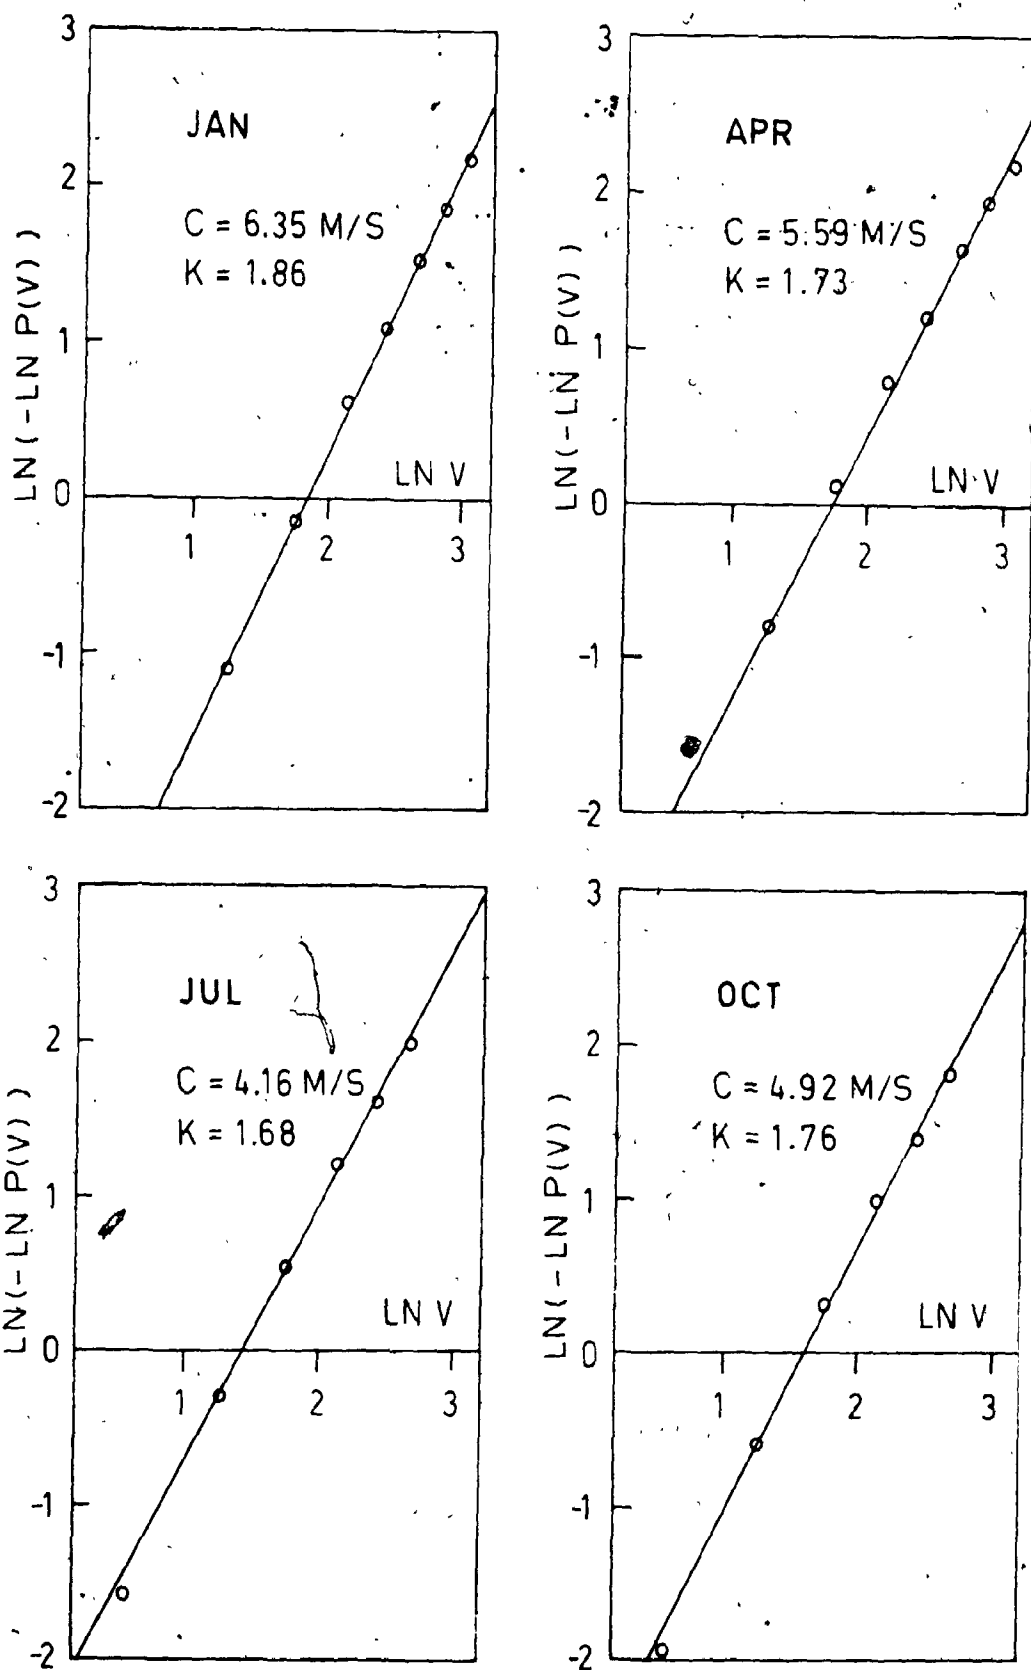 JAN
C = 6.35 M/S
K = 1.86
LN(-LN P(V))
LN V
3
2
1
0
-1
-2
1
2
3
APR
C = 5.59 M/S
K = 1.73
LN(-LN P(V))
LN V
3
2
1
0
-1
-2
1
2
3
JUL
C = 4.16 M/S
K = 1.68
LN(-LN P(V))
LN V
3
2
1
0
-1
-2
1
2
3
OCT
C = 4.92 M/S
K = 1.76
LN(-LN P(V))
LN V
3
2
1
0
-1
-2
1
2
3